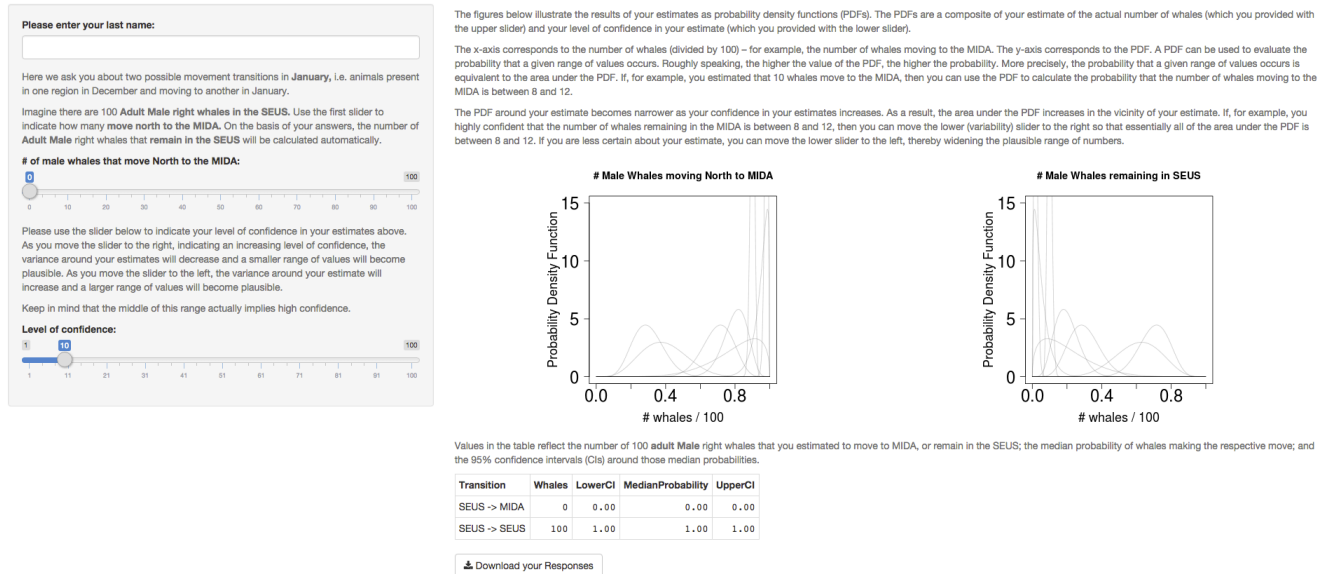 Please enter your last name:
Here we ask you about two possible movement transitions in January, i.e. animals present
in one region in December and moving to another in January.
Imagine there are 100 Adult Male right whales in the SEUS. Use the first slider to
indicate how many move north to the MIDA. On the basis of your answers, the number of
Adult Male right whales that remain in the SEUS will be calculated automatically.
# of male whales that move North to the MIDA:
0 100
0 10 20 30 40 50 60 70 80 90 100
Please use the slider below to indicate your level of confidence in your estimates above.
As you move the slider to the right, indicating an increasing level of confidence, the
variance around your estimates will decrease and a smaller range of values will become
plausible. As you move the slider to the left, the variance around your estimate will
increase and a larger range of values will become plausible.
Keep in mind that the middle of this range actually implies high confidence.
Level of confidence:
1 10 100
1 11 21 31 41 51 61 71 81 91 100
The figures below illustrate the results of your estimates as probability density functions (PDFs). The PDFs are a composite of your estimate of the actual number of whales (which you provided with
the upper slider) and your level of confidence in your estimate (which you provided with the lower slider).
The x-axis corresponds to the number of whales (divided by 100) – for example, the number of whales moving to the MIDA. The y-axis corresponds to the PDF. A PDF can be used to evaluate the
probability that a given range of values occurs. Roughly speaking, the higher the value of the PDF, the higher the probability. More precisely, the probability that a given range of values occurs is
equivalent to the area under the PDF. If, for example, you estimated that 10 whales move to the MIDA, then you can use the PDF to calculate the probability that the number of whales moving to the
MIDA is between 8 and 12.
The PDF around your estimate becomes narrower as your confidence in your estimates increases. As a result, the area under the PDF increases in the vicinity of your estimate. If, for example, you
highly confident that the number of whales remaining in the MIDA is between 8 and 12, then you can move the lower (variability) slider to the right so that essentially all of the area under the PDF is
between 8 and 12. If you are less certain about your estimate, you can move the lower slider to the left, thereby widening the plausible range of numbers.
# Male Whales moving North to MIDA
Probability Density Function
15
10
5
0
0.0 0.4 0.8
# whales / 100
# Male Whales remaining in SEUS
Probability Density Function
15
10
5
0
0.0 0.4 0.8
# whales / 100
Values in the table reflect the number of 100 adult Male right whales that you estimated to move to MIDA, or remain in the SEUS; the median probability of whales making the respective move; and
the 95% confidence intervals (CIs) around those median probabilities.
Transition Whales LowerCI MedianProbability UpperCI
SEUS -> MIDA 0 0.00 0.00 0.00
SEUS -> SEUS 100 1.00 1.00 1.00
Download your Responses